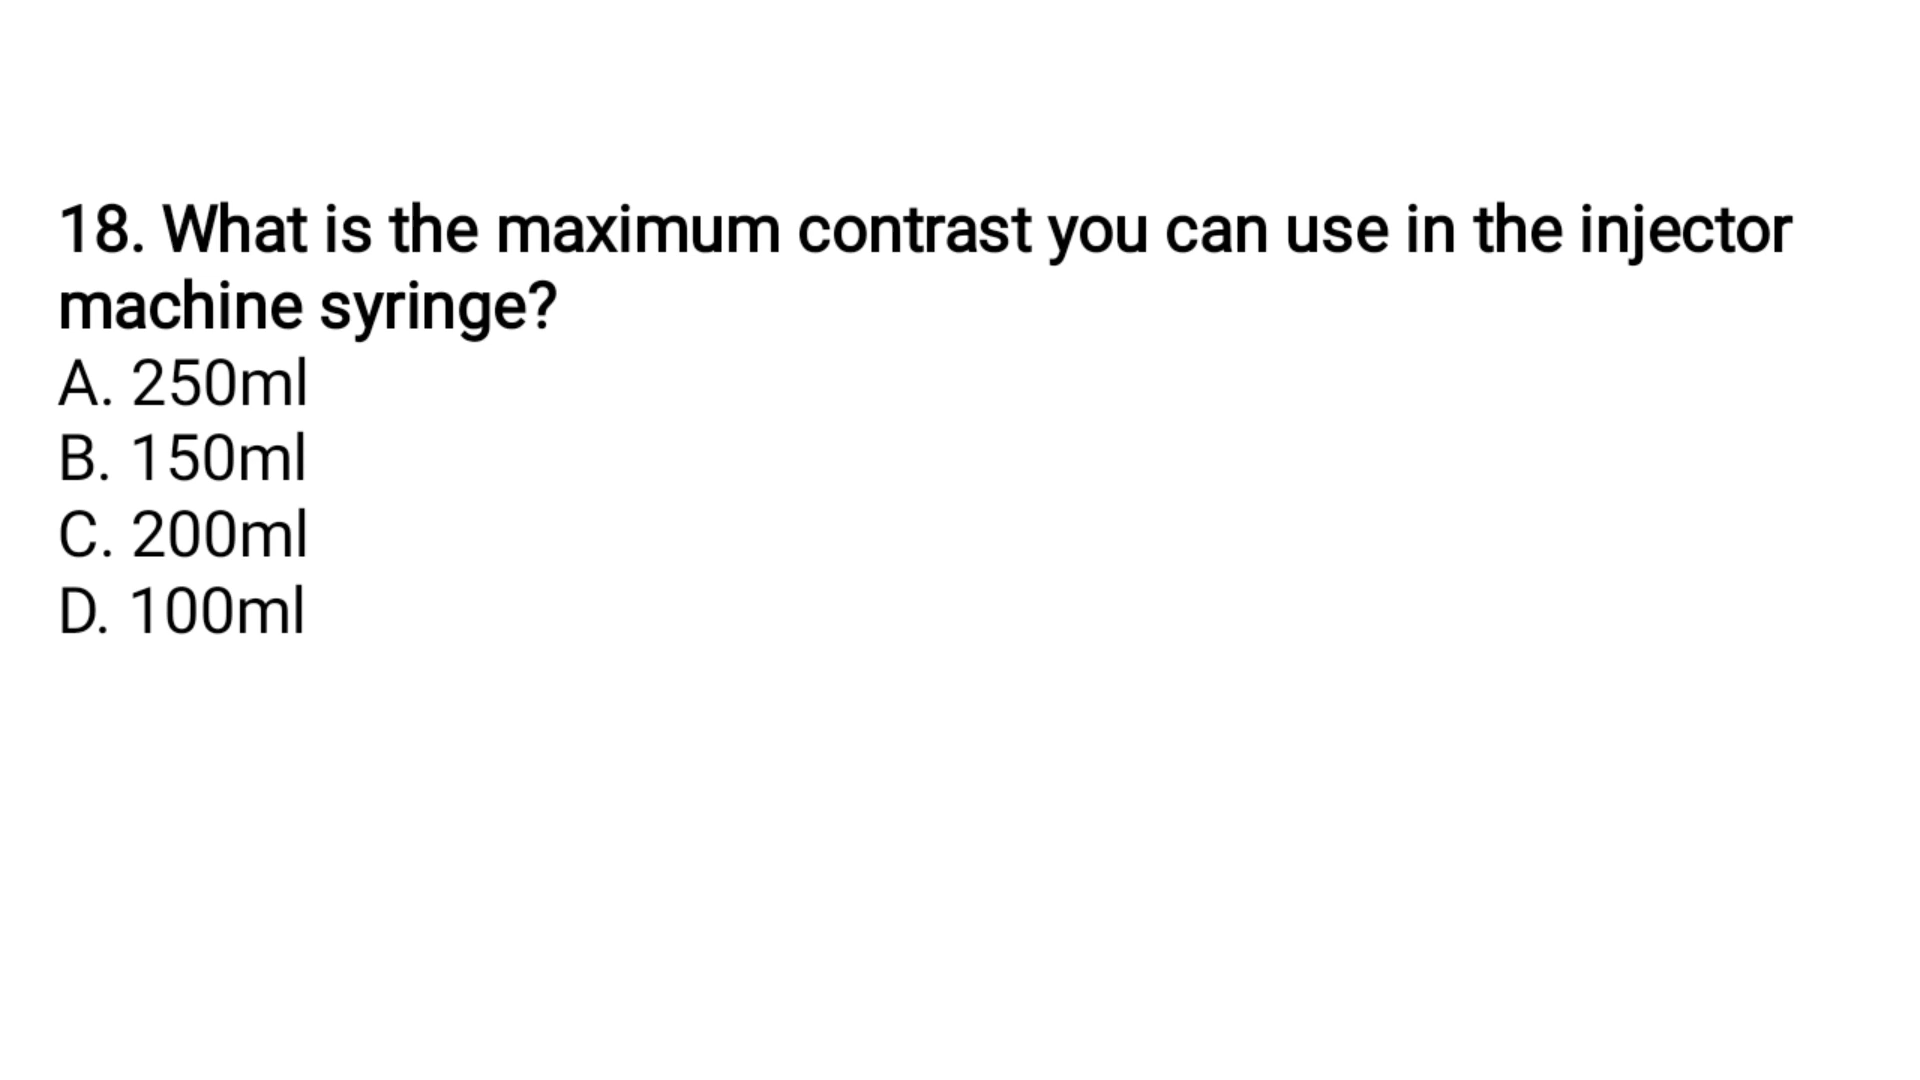 18. What is the maximum contrast you can use in the injector
machine syringe?
A. 250ml
B. 150ml
C. 200ml
D. 100ml